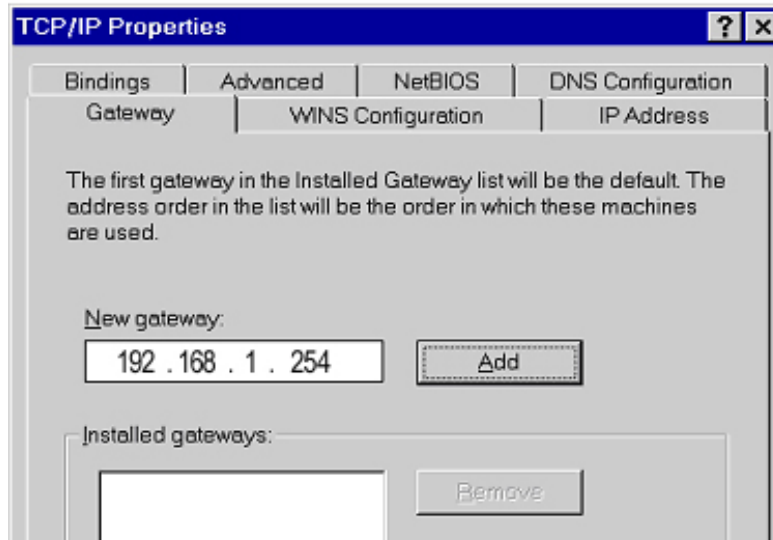 TCP/IP Properties
Bindings Advanced NetBIOS DNS Configuration
Gateway WINS Configuration IP Address
The first gateway in the Installed Gateway list will be the default. The
address order in the list will be the order in which these machines
are used.
New gateway:
192 . 168 . 1 . 254 Add
Installed gateways:
Remove